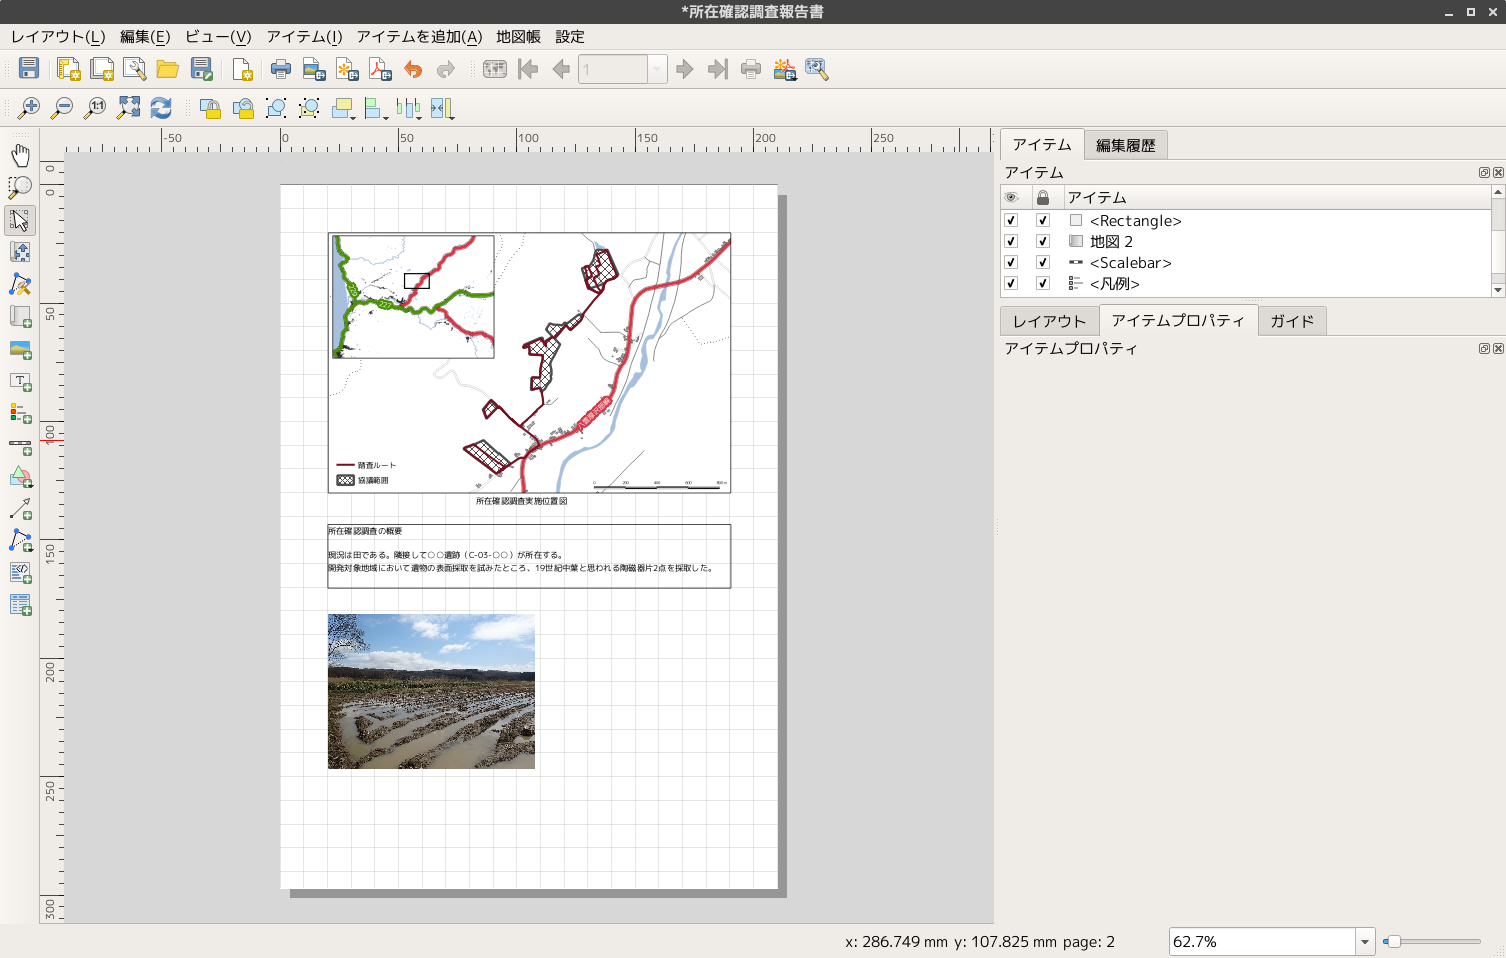 *所在確認調査報告書
レイアウト(L) 編集(E) ビュー(V) アイテム(I) アイテムを追加(A) 地図帳 設定
1
1:1
-50 0 50 100 150 200 250
0
0
50
100
150
200
250
300
踏査ルート
協議範囲
0 200 400 600 800 m
所在確認調査実施位置図
所在確認調査の概要
現況は田である。隣接して○○遺跡（C-03-○○）が所在する。
開発対象地域において遺物の表面採取を試みたところ、19世紀中葉と思われる陶磁器片2点を採取した。
アイテム 編集履歴
アイテム
アイテム
<Rectangle>
地図 2
<Scalebar>
<凡例>
レイアウト アイテムプロパティ ガイド
アイテムプロパティ
x: 286.749 mm y: 107.825 mm page: 2
62.7%